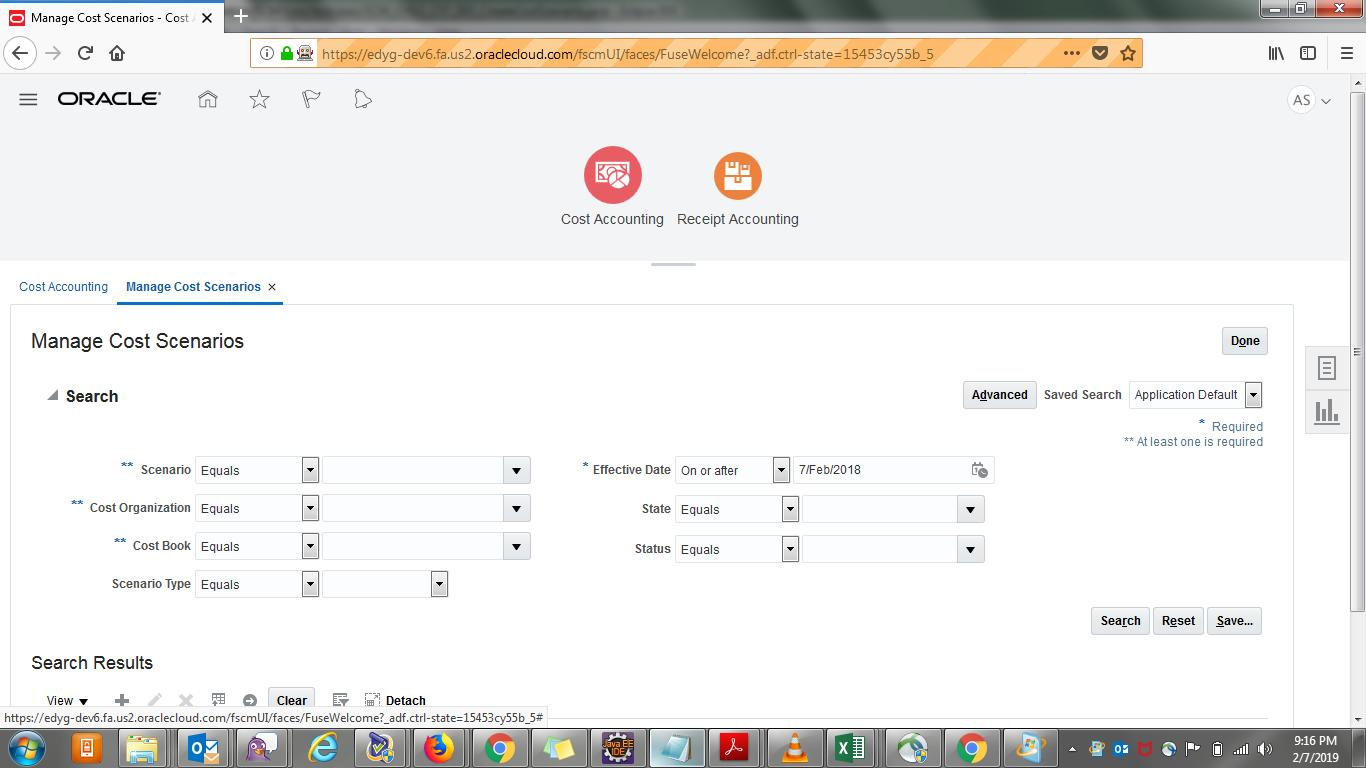 Manage Cost Scenarios - Cost A
https://edyg-dev6.fa.us2.oraclecloud.com/fscmUI/faces/FuseWelcome?_adf.ctrl-state=15453cy55b_5
ORACLE
AS
Cost Accounting Receipt Accounting
Cost Accounting Manage Cost Scenarios
Manage Cost Scenarios Done
Search Advanced Saved Search Application Default
* Required
** At least one is required
** Scenario Equals * Effective Date On or after 7/Feb/2018
** Cost Organization Equals State Equals
** Cost Book Equals Status Equals
Scenario Type Equals
Search Reset Save...
Search Results
View Clear Detach
https://edyg-dev6.fa.us2.oraclecloud.com/fscmUI/faces/FuseWelcome?_adf.ctrl-state=15453cy55b_5#
Java EE
IDE
9:16 PM
2/7/2019